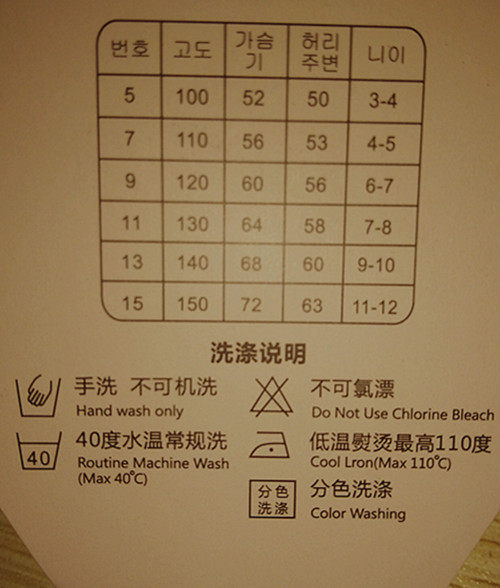 번호 고도 가슴기 허리주변 니이
5 100 52 50 3-4
7 110 56 53 4-5
9 120 60 56 6-7
11 130 64 58 7-8
13 140 68 60 9-10
15 150 72 63 11-12
洗涤说明
手洗 不可机洗
Hand wash only
不可氯漂
Do Not Use Chlorine Bleach
40
40度水温常规洗
Routine Machine Wash
(Max 40℃)
低温熨烫最高110度
Cool Lron(Max 110℃)
分色
洗涤
分色洗涤
Color Washing